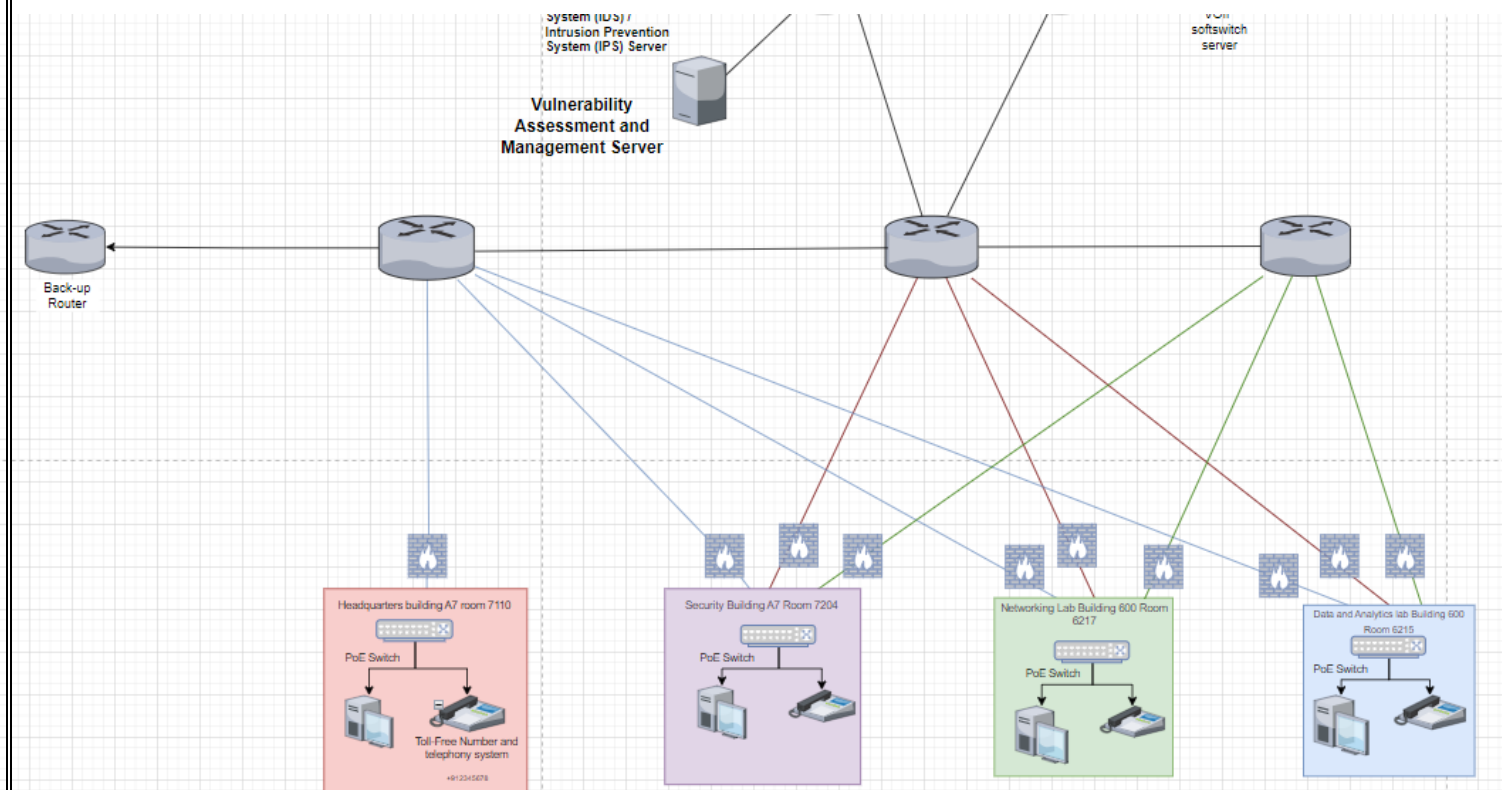 System (IDS) /
Intrusion Prevention
System (IPS) Server
VoIP
softswitch
server
Vulnerability
Assessment and
Management Server
Back-up
Router
Headquarters building A7 room 7110
PoE Switch
Toll-Free Number and
telephony system
+912345678
Security Building A7 Room 7204
PoE Switch
Networking Lab Building 600 Room
6217
PoE Switch
Data and Analytics lab Building 600
Room 6215
PoE Switch